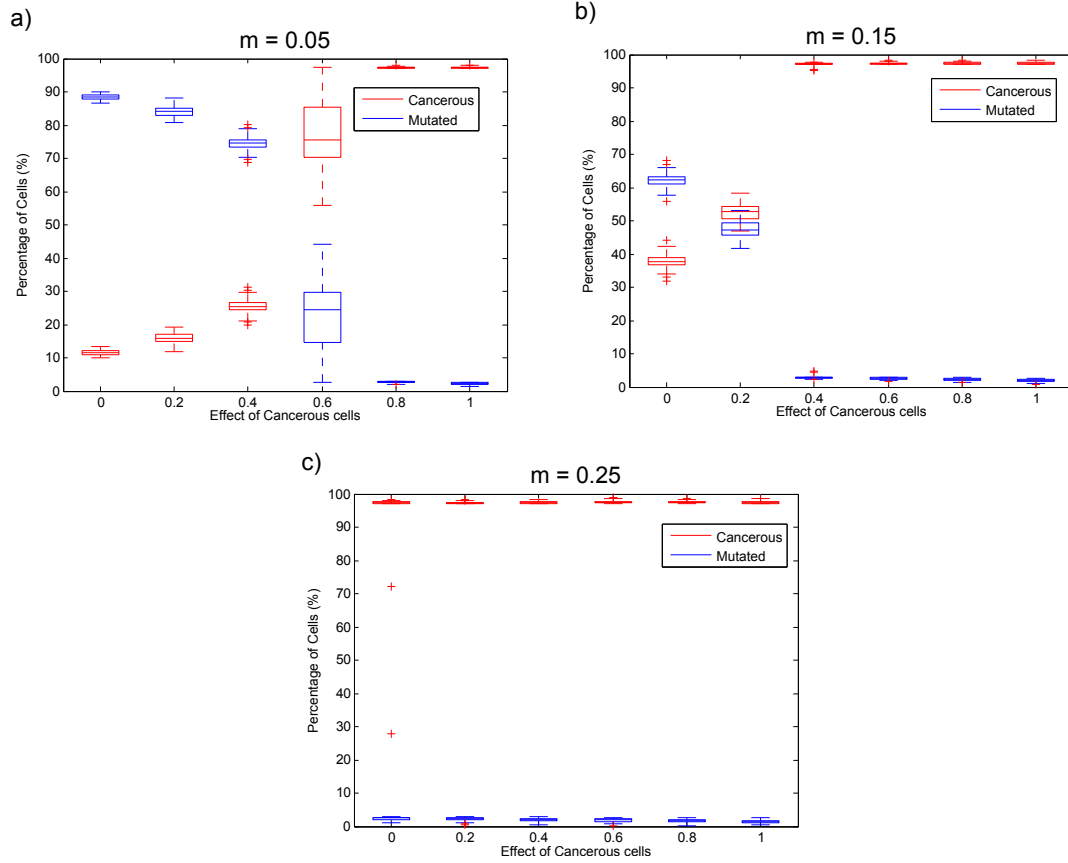 a)
m = 0.05
Percentage of Cells (%)
100
90
80
70
60
50
40
30
20
10
0
Cancerous
Mutated
0 0.2 0.4 0.6 0.8 1
Effect of Cancerous cells
b)
m = 0.15
Percentage of Cells (%)
100
90
80
70
60
50
40
30
20
10
0
Cancerous
Mutated
0 0.2 0.4 0.6 0.8 1
Effect of Cancerous cells
c)
m = 0.25
Percentage of Cells (%)
100
90
80
70
60
50
40
30
20
10
0
Cancerous
Mutated
0 0.2 0.4 0.6 0.8 1
Effect of Cancerous cells